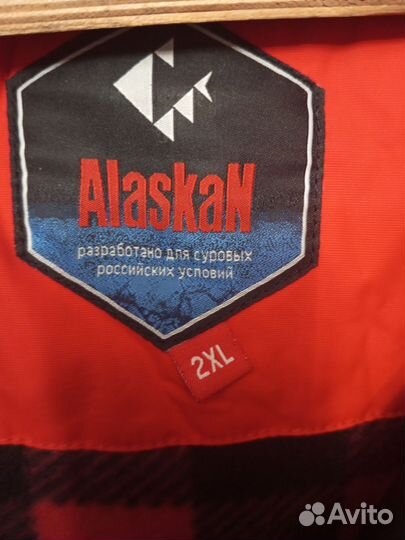 AlaskaN
разработано для суровых
российских условий
2XL
Avito